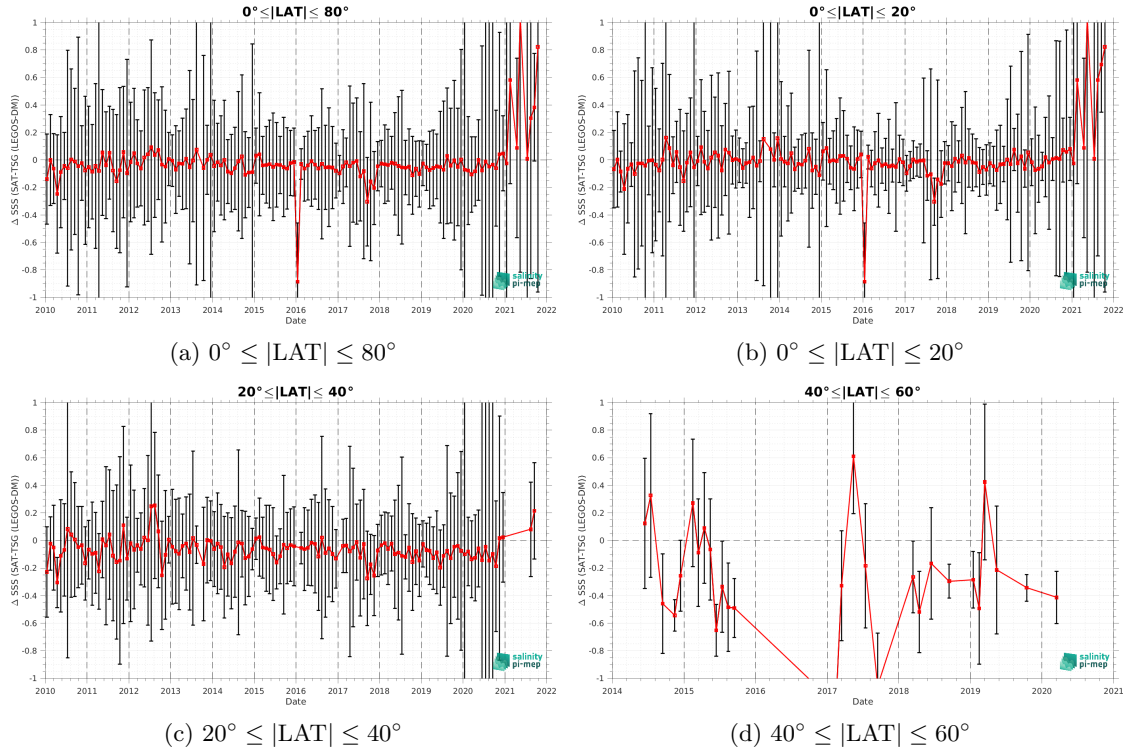 0°≤|LAT|≤ 80°
Δ SSS (SAT-TSG (LEGOS-DM))
1
0.8
0.6
0.4
0.2
0
-0.2
-0.4
-0.6
-0.8
-1
salinity
pi-mep
2010 2011 2012 2013 2014 2015 2016 2017 2018 2019 2020 2021 2022
Date
(a) 0° ≤ |LAT| ≤ 80°
0°≤|LAT|≤ 20°
Δ SSS (SAT-TSG (LEGOS-DM))
1
0.8
0.6
0.4
0.2
0
-0.2
-0.4
-0.6
-0.8
-1
salinity
pi-mep
2010 2011 2012 2013 2014 2015 2016 2017 2018 2019 2020 2021 2022
Date
(b) 0° ≤ |LAT| ≤ 20°
20°≤|LAT|≤ 40°
Δ SSS (SAT-TSG (LEGOS-DM))
1
0.8
0.6
0.4
0.2
0
-0.2
-0.4
-0.6
-0.8
-1
salinity
pi-mep
2010 2011 2012 2013 2014 2015 2016 2017 2018 2019 2020 2021 2022
Date
(c) 20° ≤ |LAT| ≤ 40°
40°≤|LAT|≤ 60°
Δ SSS (SAT-TSG (LEGOS-DM))
1
0.8
0.6
0.4
0.2
0
-0.2
-0.4
-0.6
-0.8
-1
salinity
pi-mep
2014 2015 2016 2017 2018 2019 2020 2021
Date
(d) 40° ≤ |LAT| ≤ 60°